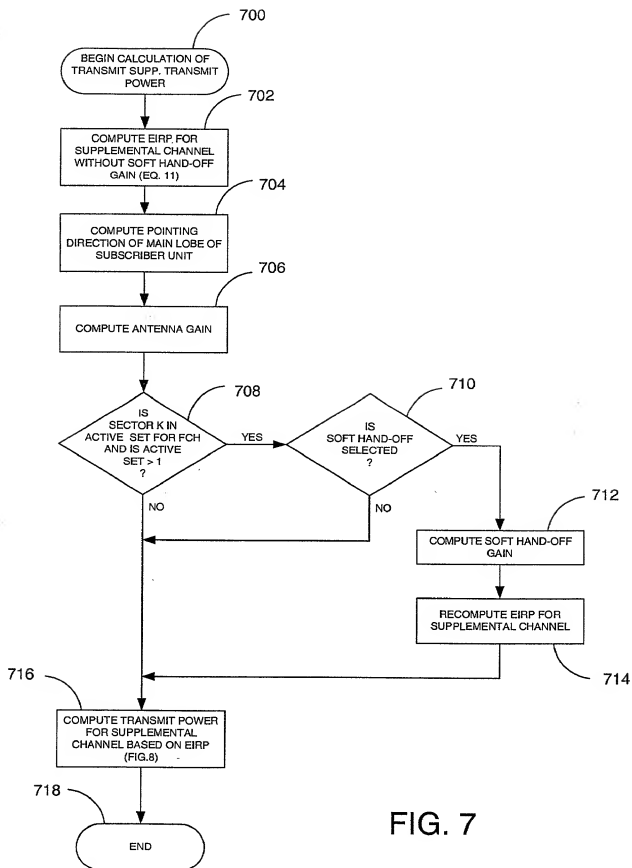 700
BEGIN CALCULATION OF
TRANSMIT SUPP. TRANSMIT
POWER
702
COMPUTE EIRP, FOR
SUPPLEMENTAL CHANNEL
WITHOUT SOFT HAND-OFF
GAIN (EQ. 11)
704
COMPUTE POINTING
DIRECTION OF MAIN LOBE OF
SUBSCRIBER UNIT
706
COMPUTE ANTENNA GAIN
708
IS
SECTOR K IN
ACTIVE SET FOR FCH
AND IS ACTIVE
SET > 1
?
YES
NO
710
IS
SOFT HAND-OFF
SELECTED
?
YES
NO
712
COMPUTE SOFT HAND-OFF
GAIN
RECOMPUTE EIRP FOR
SUPPLEMENTAL CHANNEL
714
716
COMPUTE TRANSMIT POWER
FOR SUPPLEMENTAL
CHANNEL BASED ON EIRP
(FIG.8)
718
END
FIG. 7